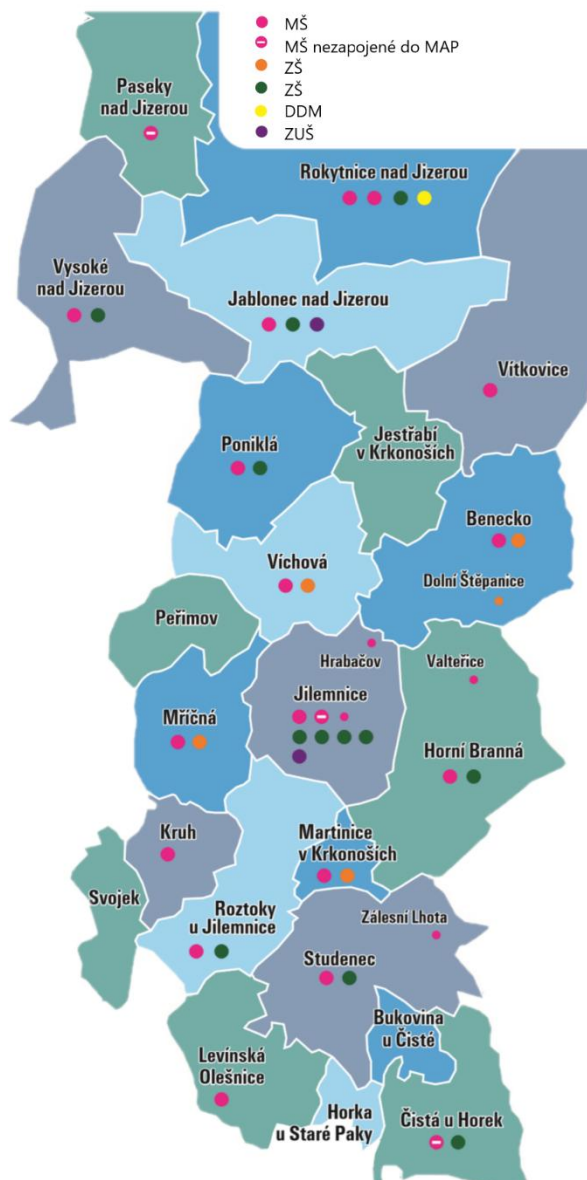 MŠ
MŠ nezapojené do MAP
ZŠ
ZŠ
DDM
ZUŠ
Paseky
nad Jizerou
Rokytnice nad Jizerou
Vysoké
nad Jizerou
Jablonec nad Jizerou
Vítkovice
Jestřabí
v Krkonoších
Poniklá
Benecko
Víchová
Dolní Štěpanice
Peřimov
Hrabačov
Valteřice
Jilemnice
Mříčná
Horní Branná
Kruh
Martinice
v Krkonoších
Svojek
Roztoky
u Jilemnice
Zálesní Lhota
Studenec
Bukovina
u Čisté
Levínská
Olešnice
Horka
u Staré Paky
Čistá u Horek